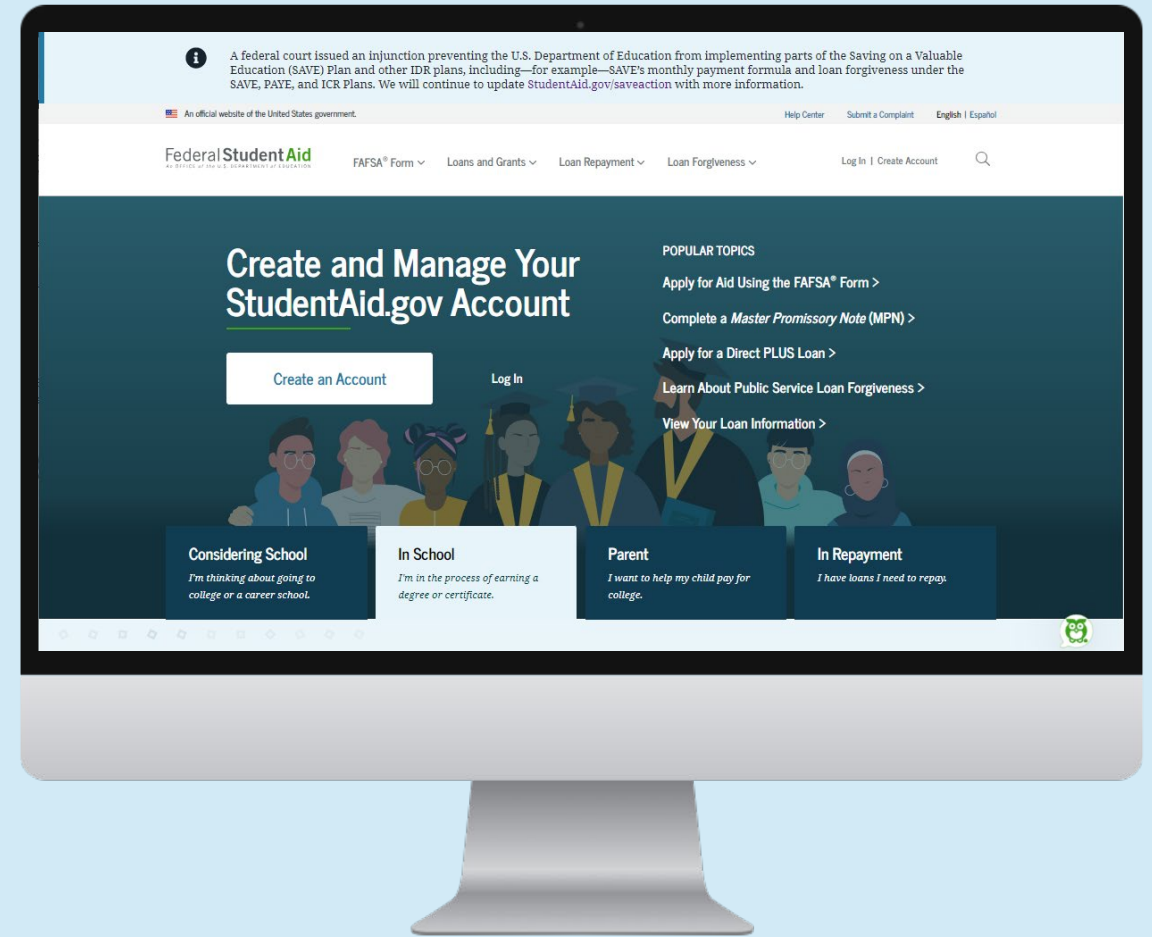 A federal court issued an injunction preventing the U.S. Department of Education from implementing parts of the Saving on a Valuable
Education (SAVE) Plan and other IDR plans, including—for example—SAVE's monthly payment formula and loan forgiveness under the
SAVE, PAYE, and ICR Plans. We will continue to update StudentAid.gov/saveaction with more information.
An official website of the United States government.
Help Center Submit a Complaint English | Español
Federal Student Aid
An OFFICE of the U.S. DEPARTMENT of EDUCATION
FAFSA® Form Loans and Grants Loan Repayment Loan Forgiveness
Log In | Create Account
Create and Manage Your
StudentAid.gov Account
Create an Account
Log In
POPULAR TOPICS
Apply for Aid Using the FAFSA® Form >
Complete a Master Promissory Note (MPN) >
Apply for a Direct PLUS Loan >
Learn About Public Service Loan Forgiveness >
View Your Loan Information >
Considering School
I'm thinking about going to
college or a career school.
In School
I'm in the process of earning a
degree or certificate.
Parent
I want to help my child pay for
college.
In Repayment
I have loans I need to repay.